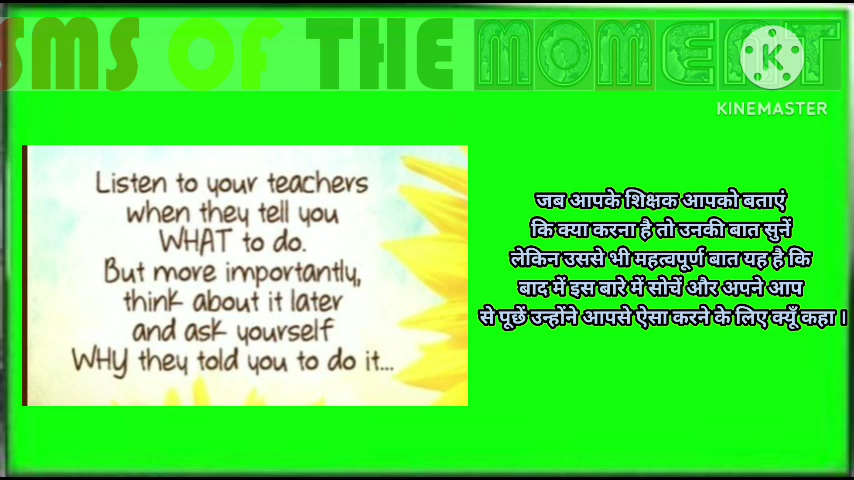 SMS OF THE MOMENT
KINEMASTER
Listen to your teachers
when they tell you
WHAT to do.
But more importantly,
think about it later
and ask yourself
WHY they told you to do it...
जब आपके शिक्षक आपको बताएं
कि क्या करना है तो उनकी बात सुनें
लेकिन उससे भी महत्वपूर्ण बात यह है कि
बाद में इस बारे में सोचें और अपने आप
से पूछें उन्होंने आपसे ऐसा करने के लिए क्यूँ कहा ।